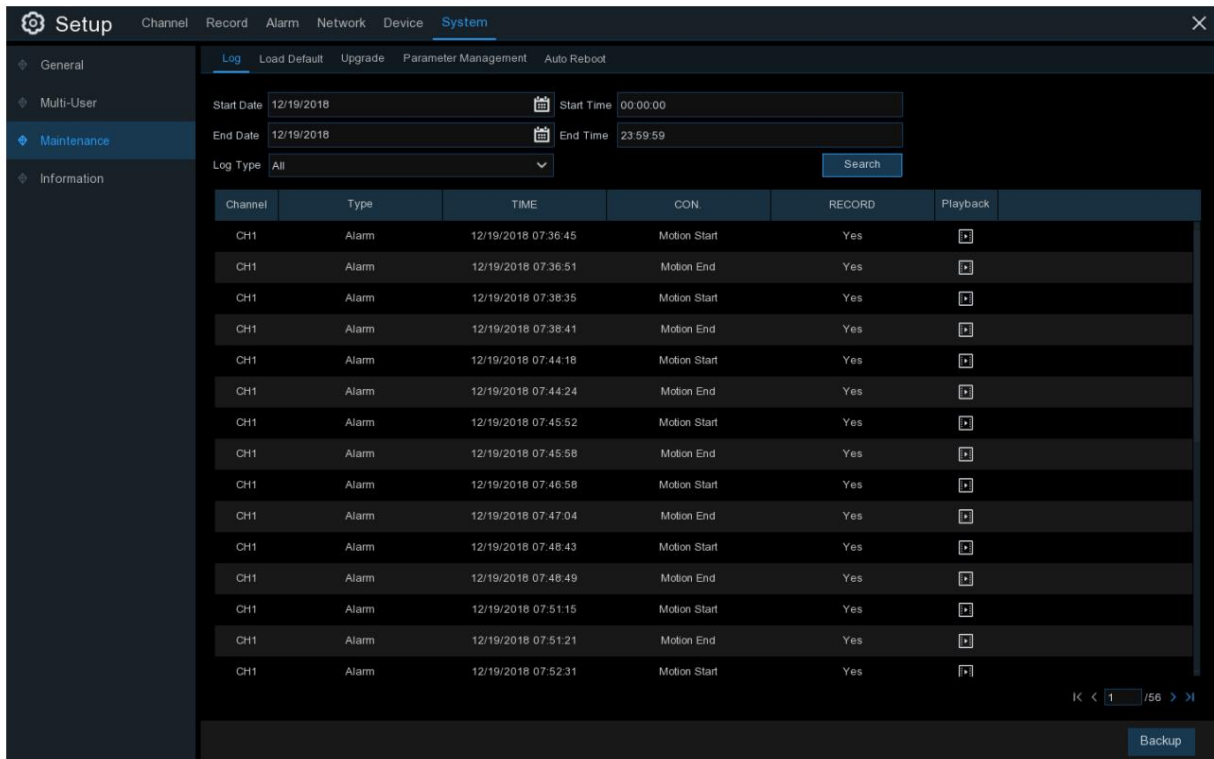 Setup Channel Record Alarm Network Device System
General
Multi-User
Maintenance
Information
Log Load Default Upgrade Parameter Management Auto Reboot
Start Date 12/19/2018 Start Time 00:00:00
End Date 12/19/2018 End Time 23:59:59
Log Type All Search
Channel Type TIME CON. RECORD Playback
CH1 Alarm 12/19/2018 07:36:45 Motion Start Yes
CH1 Alarm 12/19/2018 07:36:51 Motion End Yes
CH1 Alarm 12/19/2018 07:38:35 Motion Start Yes
CH1 Alarm 12/19/2018 07:38:41 Motion End Yes
CH1 Alarm 12/19/2018 07:44:18 Motion Start Yes
CH1 Alarm 12/19/2018 07:44:24 Motion End Yes
CH1 Alarm 12/19/2018 07:45:52 Motion Start Yes
CH1 Alarm 12/19/2018 07:45:58 Motion End Yes
CH1 Alarm 12/19/2018 07:46:58 Motion Start Yes
CH1 Alarm 12/19/2018 07:47:04 Motion End Yes
CH1 Alarm 12/19/2018 07:48:43 Motion Start Yes
CH1 Alarm 12/19/2018 07:48:49 Motion End Yes
CH1 Alarm 12/19/2018 07:51:15 Motion Start Yes
CH1 Alarm 12/19/2018 07:51:21 Motion End Yes
CH1 Alarm 12/19/2018 07:52:31 Motion Start Yes
1 /56
Backup